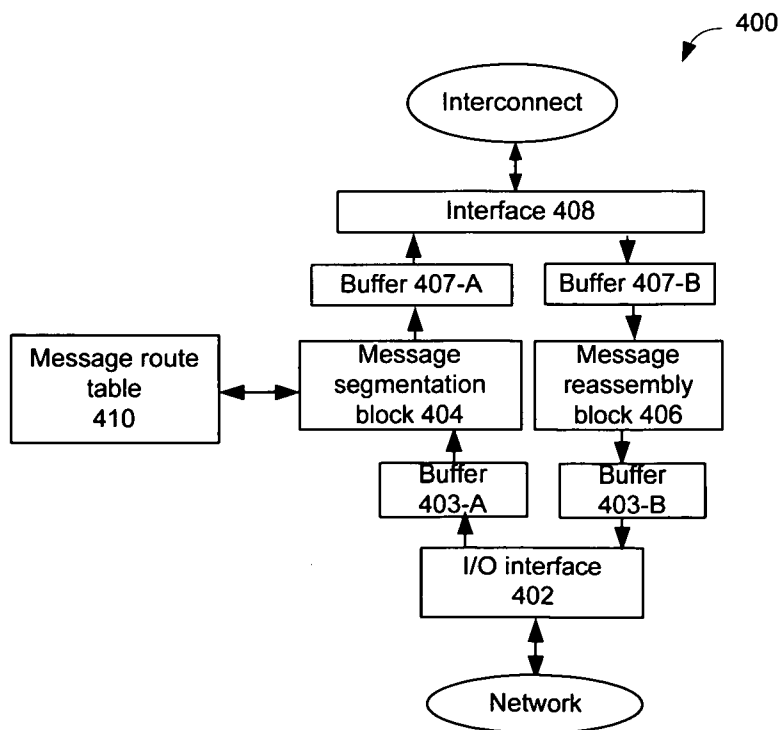 400
Interconnect
Interface 408
Buffer 407-A
Buffer 407-B
Message route
table
410
Message
segmentation
block 404
Message
reassembly
block 406
Buffer
403-A
Buffer
403-B
I/O interface
402
Network